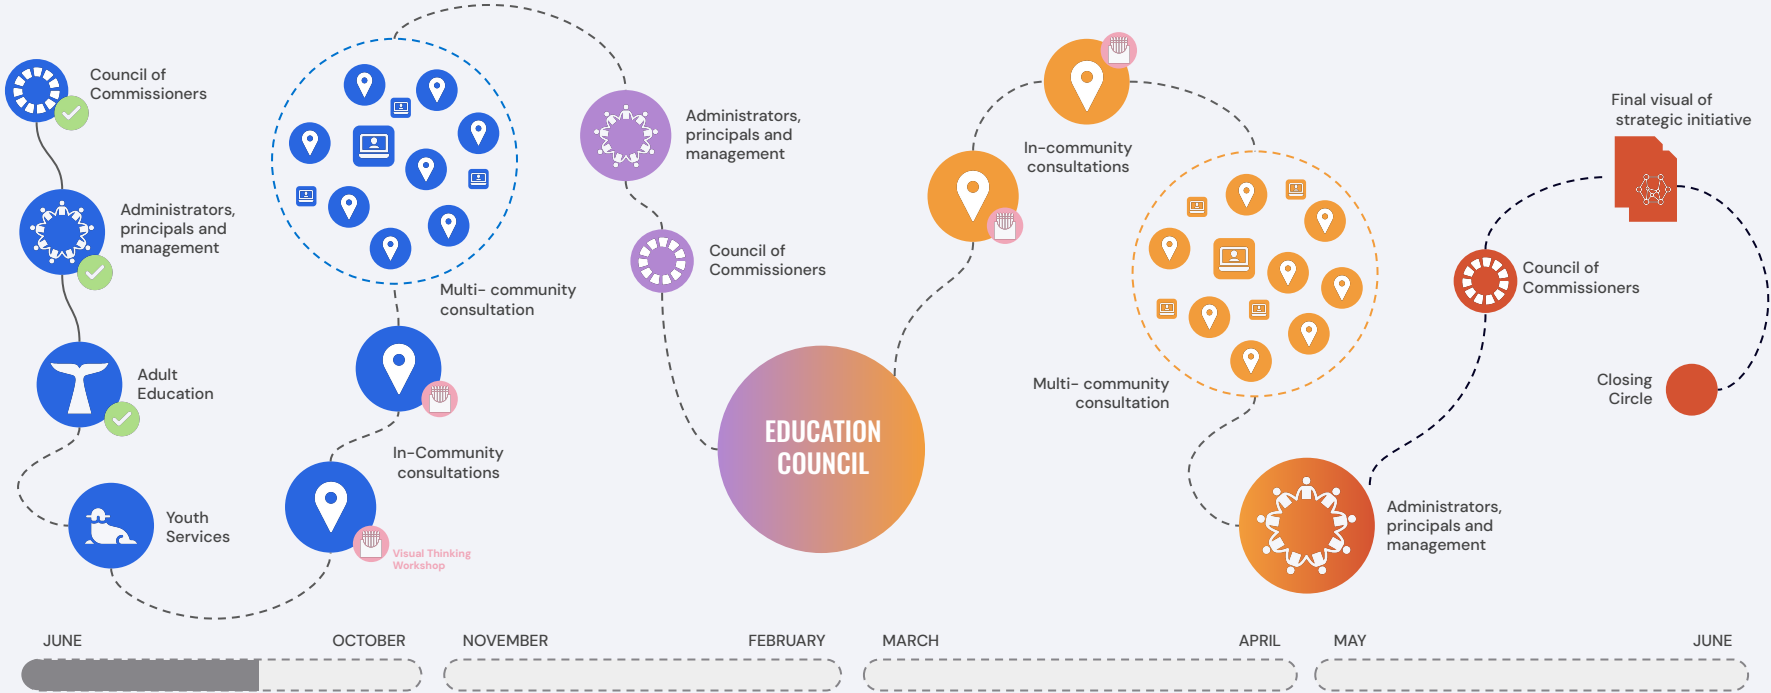 Council of
Commissioners
Administrators,
principals and
management
Adult
Education
Youth
Services
Multi- community
consultation
In-Community
consultations
Visual Thinking
Workshop
Administrators,
principals and
management
Council of
Commissioners
EDUCATION
COUNCIL
In-community
consultations
Multi- community
consultation
Administrators,
principals and
management
Council of
Commissioners
Final visual of
strategic initiative
Closing
Circle
JUNE
OCTOBER
NOVEMBER
FEBRUARY
MARCH
APRIL
MAY
JUNE